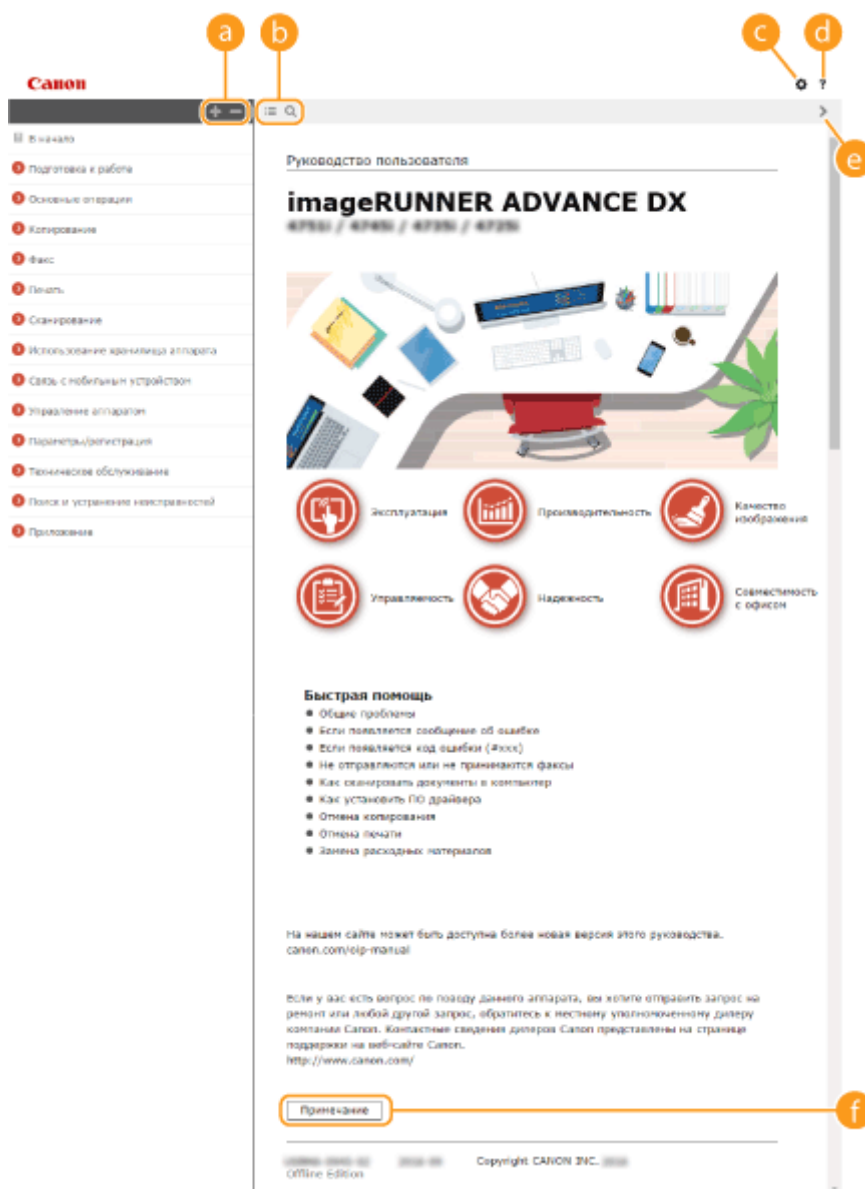 a
b
c
d
Canon
?
e
В начало
Подготовка к работе
Основные операции
Копирование
Факс
Печать
Сканирование
Использование хранилища аппарата
Связь с мобильным устройством
Управление аппаратом
Параметры/регистрация
Техническое обслуживание
Поиск и устранение неисправностей
Приложение
Руководство пользователя
imageRUNNER ADVANCE DX
4751i / 4745i / 4735i / 4725i
Эксплуатация
Производительность
Качество
изображения
Управляемость
Надежность
Совместимость
с офисом
Быстрая помощь
Общие проблемы
Если появляется сообщение об ошибке
Если появляется код ошибки (#xxx)
Не отправляются или не принимаются факсы
Как сканировать документы в компьютер
Как установить ПО драйвера
Отмена копирования
Отмена печати
Замена расходных материалов
На нашем сайте может быть доступна более новая версия этого руководства.
canon.com/oip-manual
Если у вас есть вопрос по поводу данного аппарата, вы хотите отправить запрос на
ремонт или любой другой запрос, обратитесь к местному уполномоченному дилеру
компании Canon. Контактные сведения дилеров Canon представлены на странице
поддержки на веб-сайте Canon.
http://www.canon.com/
Примечание
f
Copyright CANON INC.
Offline Edition